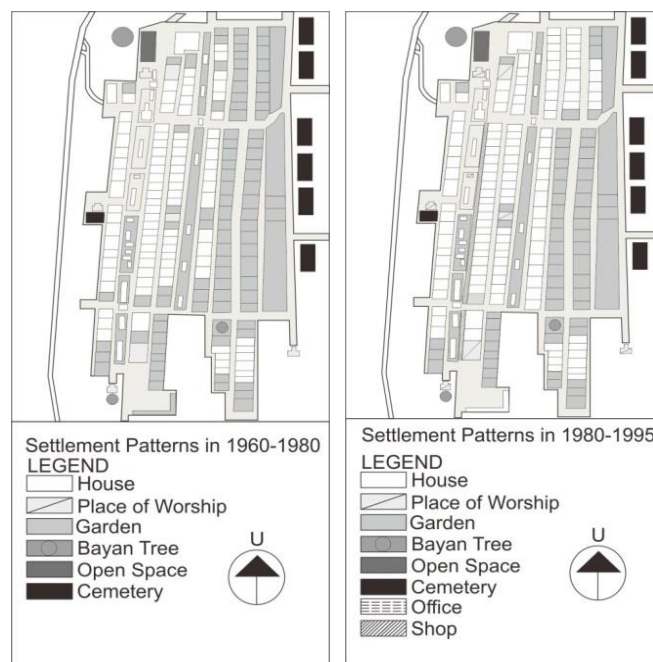 Settlement Patterns in 1960-1980
LEGEND
House
Place of Worship
Garden
Bayan Tree
Open Space
Cemetery
U
Settlement Patterns in 1980-1995
LEGEND
House
Place of Worship
Garden
Bayan Tree
Open Space
Cemetery
Office
Shop
U